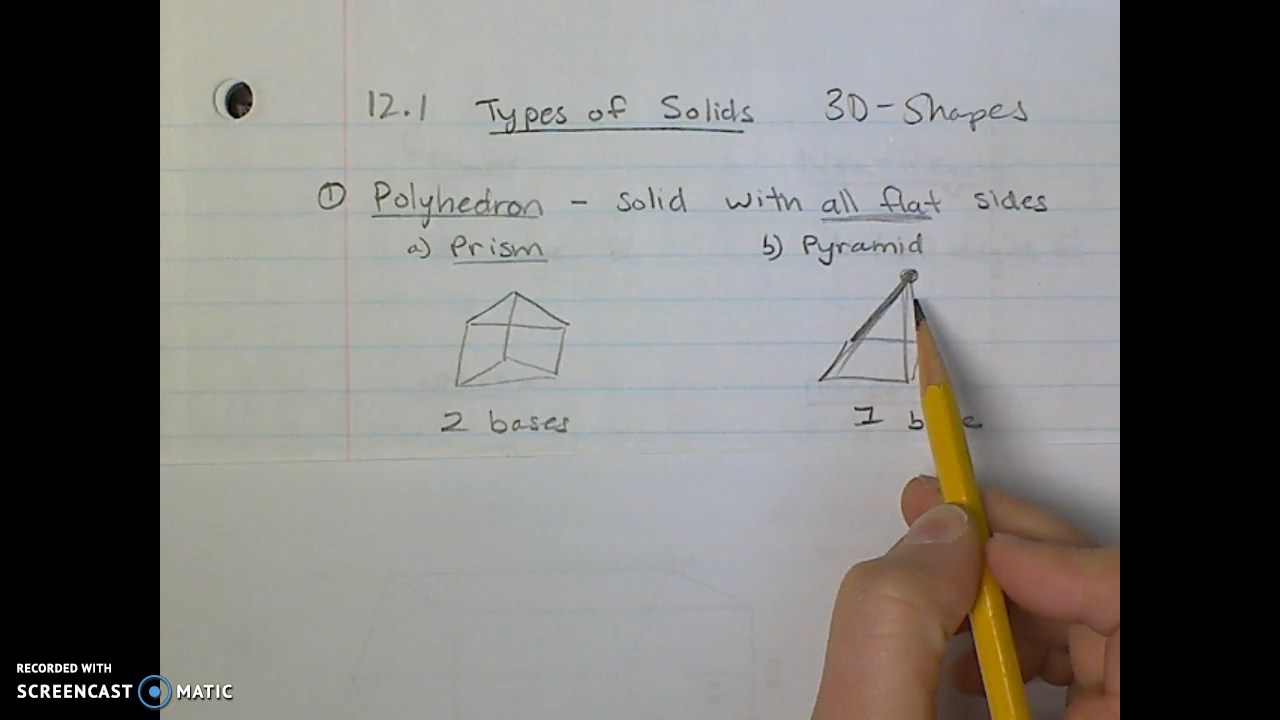 12.1 Types of Solids 3D-Shapes
① Polyhedron - solid with all flat sides
a) Prism b) Pyramid
2 bases 1
RECORDED WITH
SCREENCAST MATIC